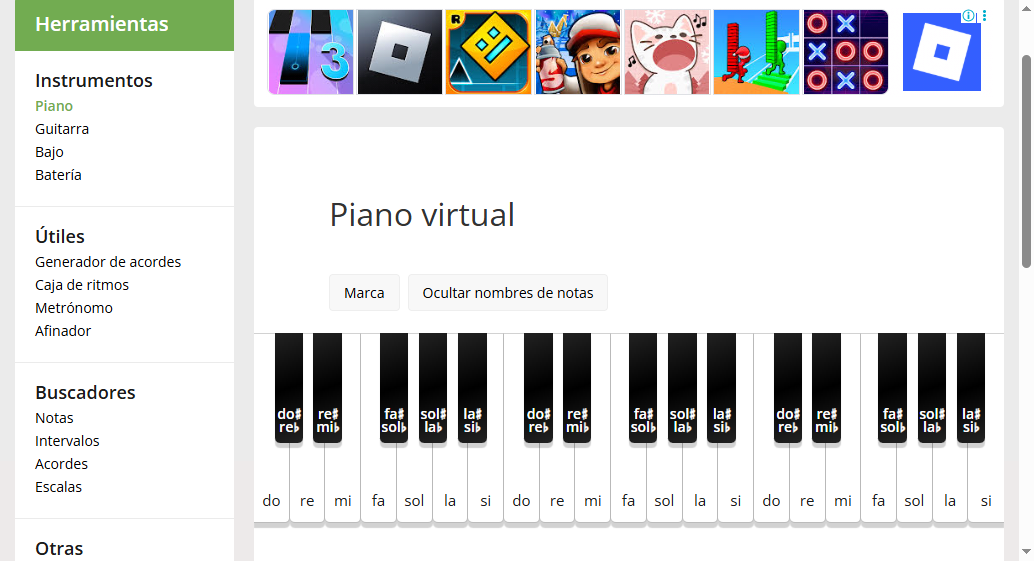 Herramientas
Instrumentos
Piano
Guitarra
Bajo
Batería
Útiles
Generador de acordes
Caja de ritmos
Metrónomo
Afinador
Buscadores
Notas
Intervalos
Acordes
Escalas
Otras
3
R
Piano virtual
Marca Ocultar nombres de notas
do♯ re♯ fa♯ sol♯ la♯ do♯ re♯ fa♯ sol♯ la♯ do♯ re♯ fa♯ sol♯ la♯
re♭ mi♭ sol♭ la♭ si♭ re♭ mi♭ sol♭ la♭ si♭ re♭ mi♭ sol♭ la♭ si♭
do re mi fa sol la si do re mi fa sol la si do re mi fa sol la si